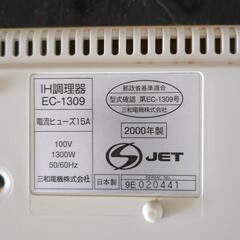 IH調理器
EC-1309
電流ヒューズ15A
100V
1300W
50/60Hz
三和電機株式会社
郵政省基準適合
型式確認 第EC-1309号
三和電機株式会社
2000年製
S JET
日本製
SERIAL No.
9E020441